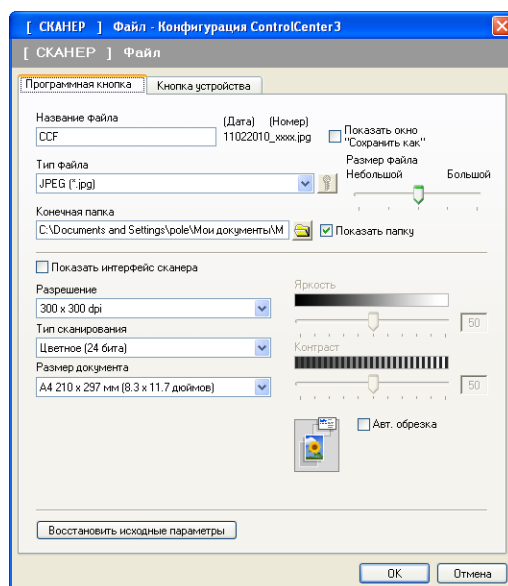 [ СКАНЕР ] Файл - Конфигурация ControlCenter3
[ СКАНЕР ] Файл
Программная кнопка Кнопка устройства
Название файла (Дата) (Номер)
CCF 11022010_xxxx.jpg Показать окно "Сохранить как"
Тип файла Размер файла
JPEG (*.jpg) Небольшой Большой
Конечная папка
C:\Documents and Settings\pole\Мои документы\М Показать папку
Показать интерфейс сканера
Разрешение Яркость
300 x 300 dpi 50
Тип сканирования
Цветное (24 бита) Контраст
Размер документа
A4 210 x 297 мм (8.3 x 11.7 дюймов) 50
Авт. обрезка
Восстановить исходные параметры
OK Отмена